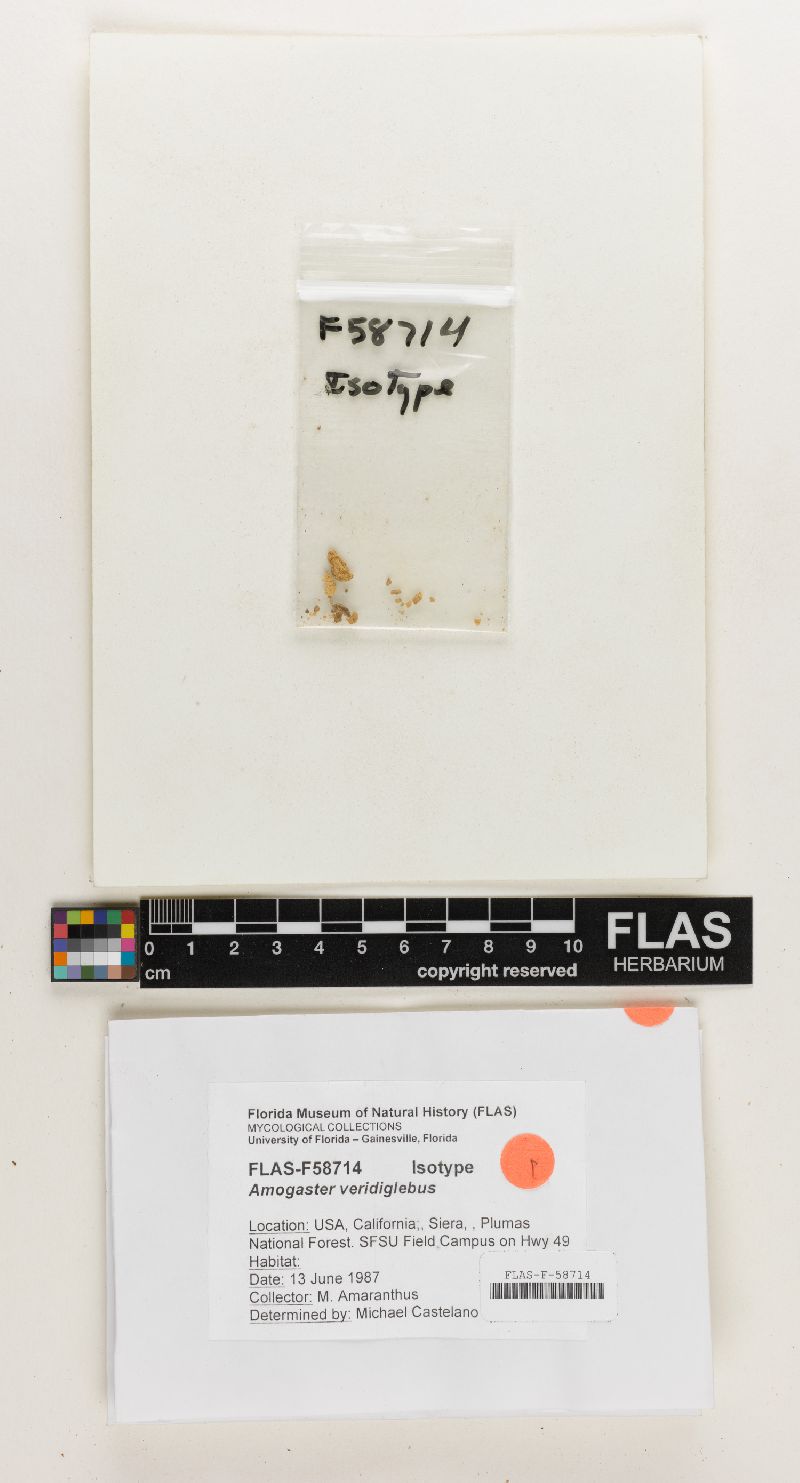 F58714
IsoType
0 1 2 3 4 5 6 7 8 9 10
cm
copyright reserved
FLAS
HERBARIUM
Florida Museum of Natural History (FLAS)
MYCOLOGICAL COLLECTIONS
University of Florida – Gainesville, Florida
FLAS-F58714 Isotype
Amogaster veridiglebus
Location: USA, California;, Siera, , Plumas
National Forest. SFSU Field Campus on Hwy 49
Habitat:
Date: 13 June 1987
Collector: M. Amaranthus
Determined by: Michael Castelano
FLAS-F-58714